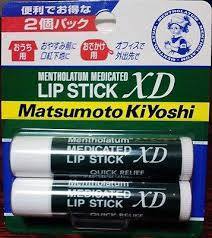 便利でお得な
2個パック
おうち用
おやすみ前に
口紅下地に
おでかけ用
オフィスで
外出先で
MENTHOLATUM MEDICATED
LIP STICK XD
Matsumoto KiYoshi
Mentholatum
MEDICATED
LIP STICK XD
QUICK RELIEF
Mentholatum
MEDICATED
LIP STICK XD
QUICK RELIEF